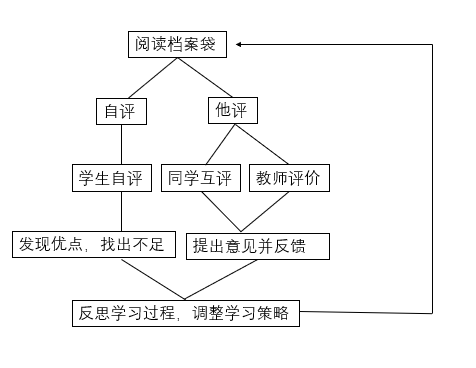 阅读档案袋
自评
他评
学生自评
同学互评
教师评价
发现优点，找出不足
提出意见并反馈
反思学习过程，调整学习策略